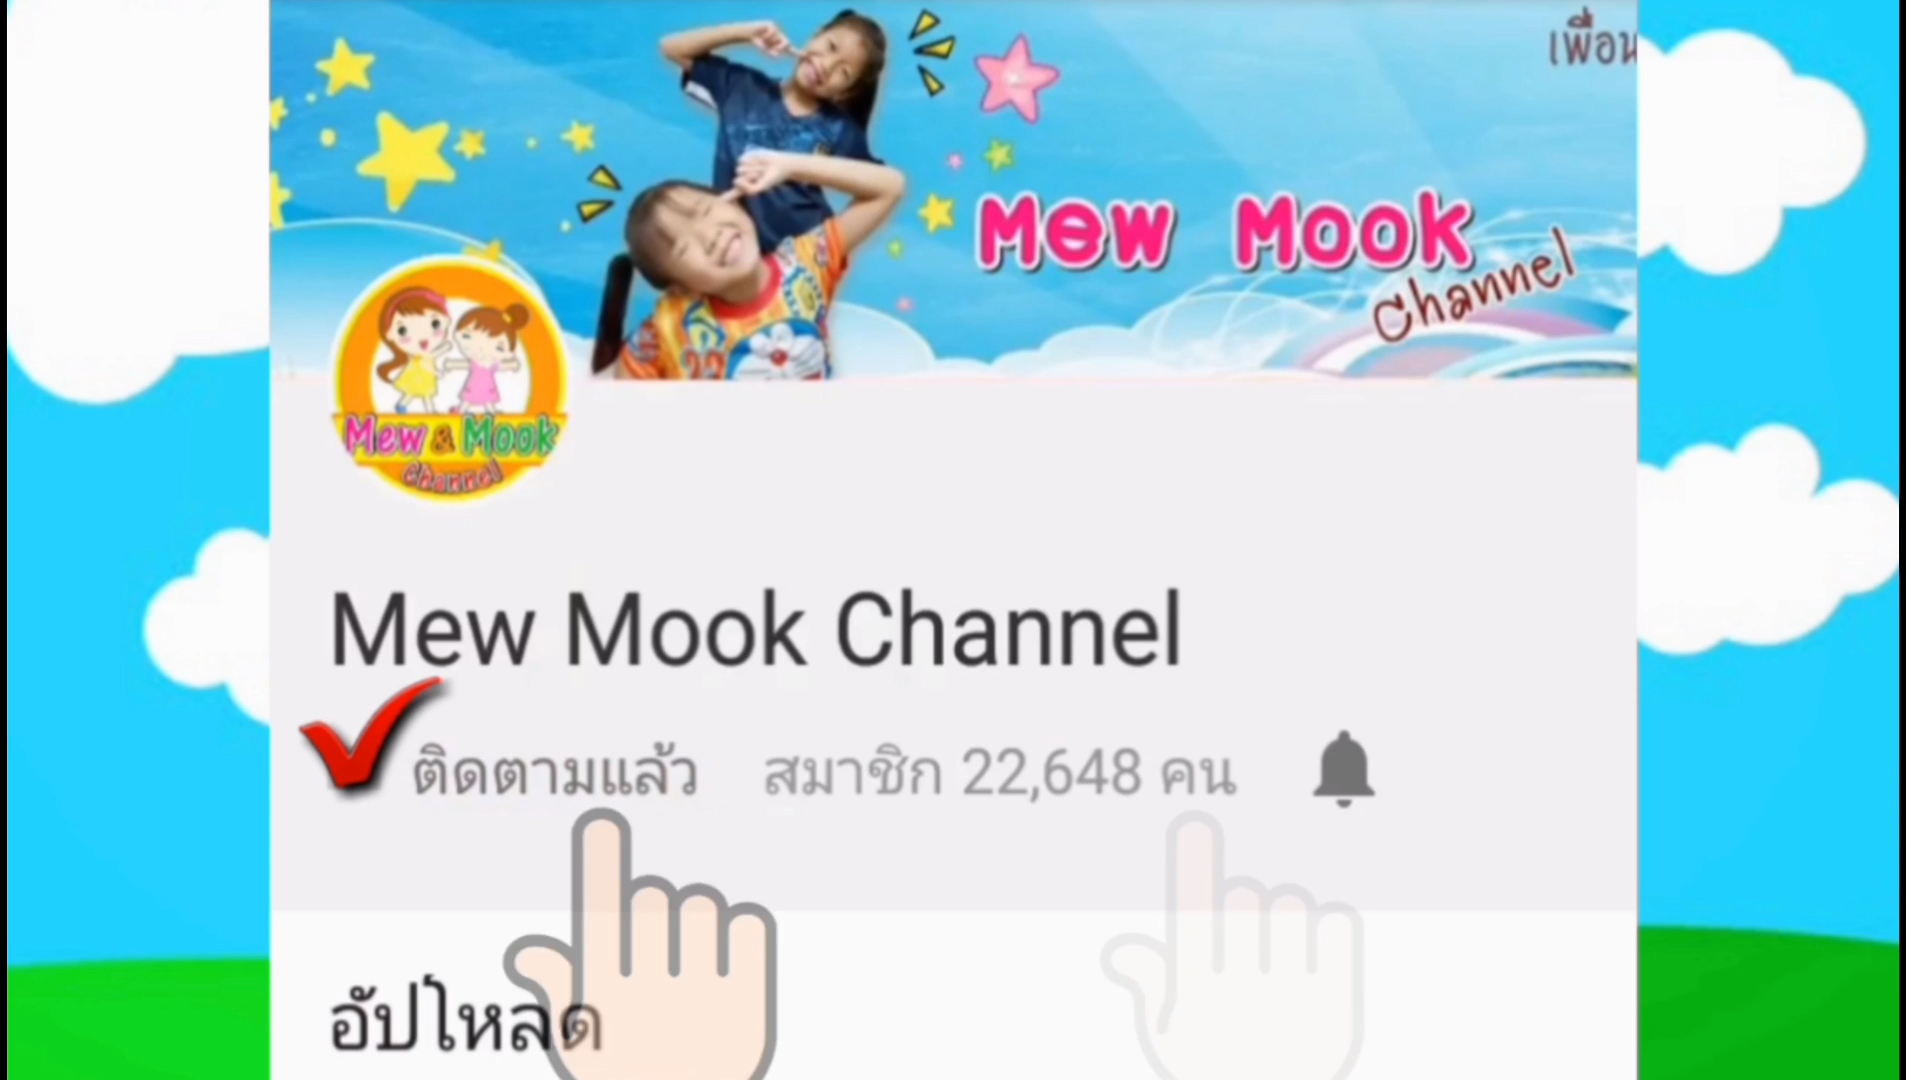 เพื่อน
Mew Mook
Channel
Mew & Mook
Channel
Mew Mook Channel
ติดตามแล้ว สมาชิก 22,648 คน
อัปโหลด